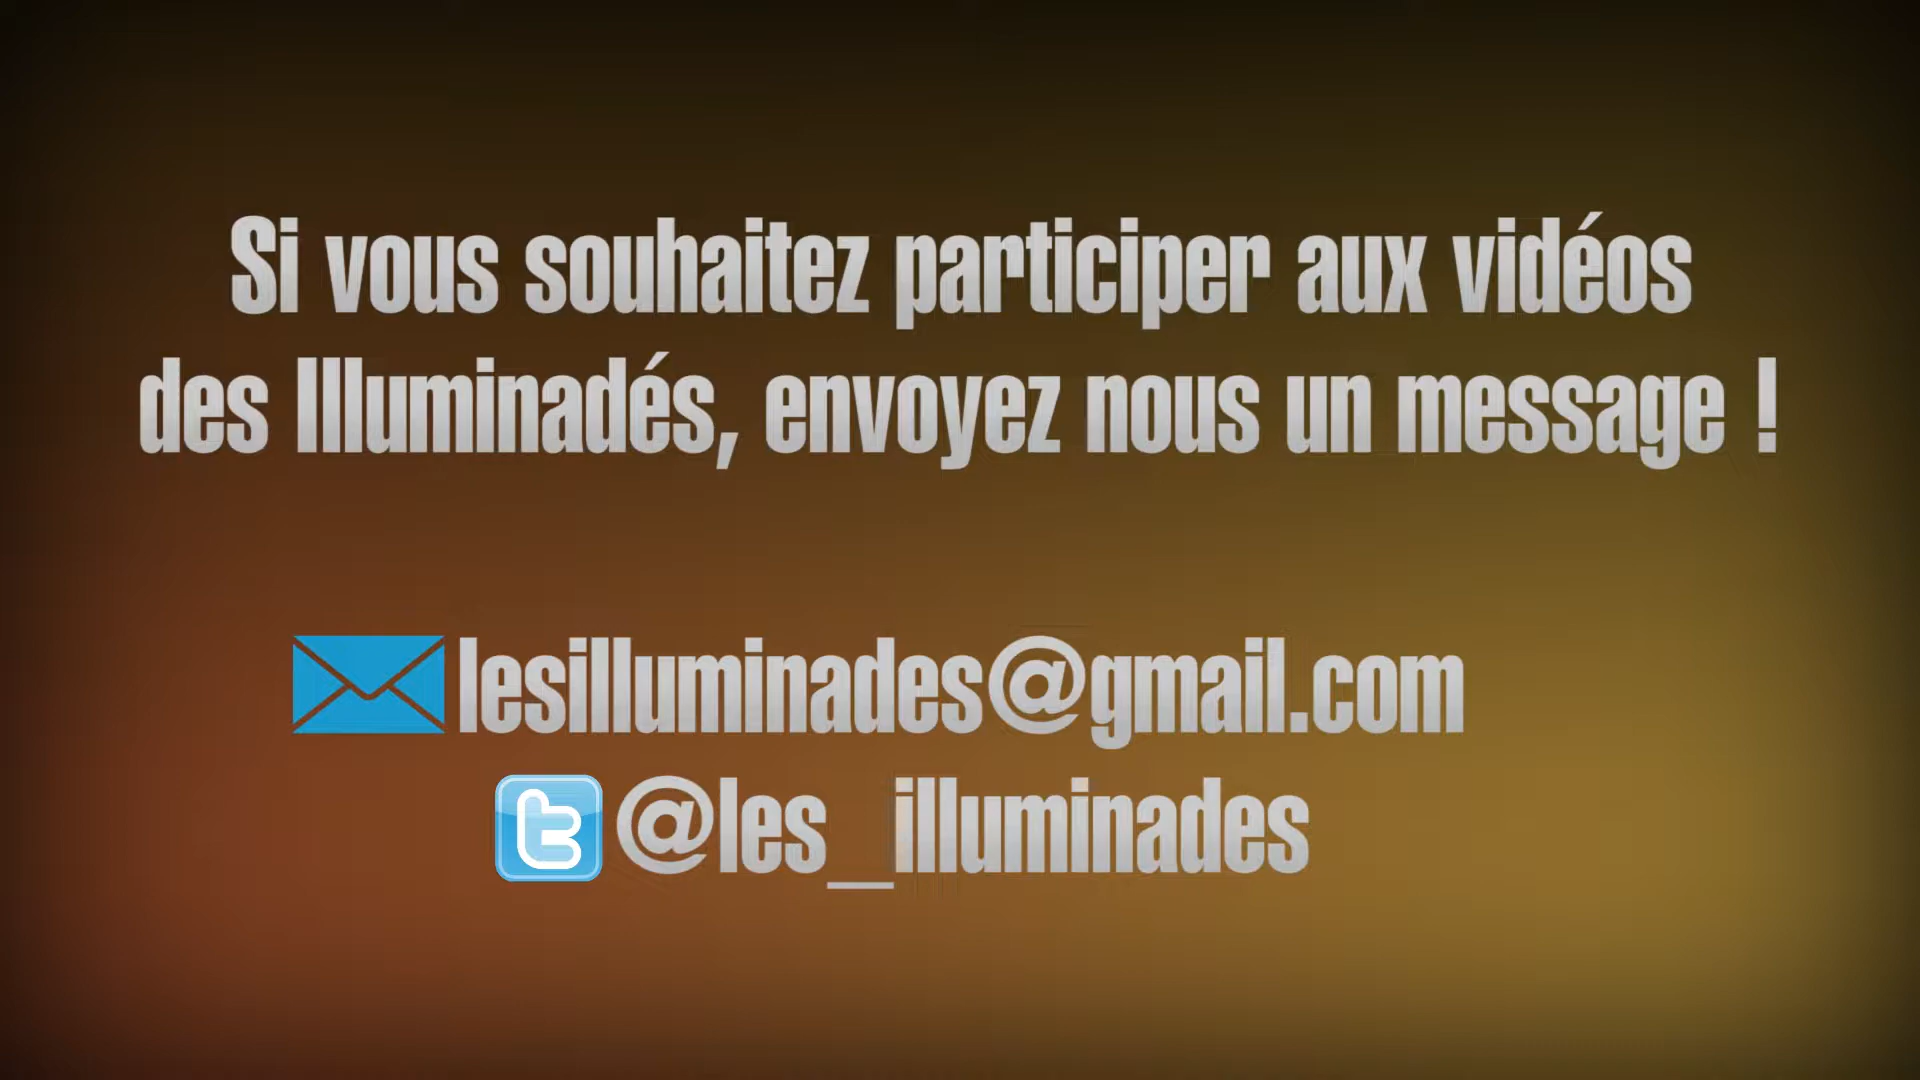 Si vous souhaitez participer aux vidéos
des Illuminadés, envoyez nous un message !
lesilluminades@gmail.com
@les_illuminades